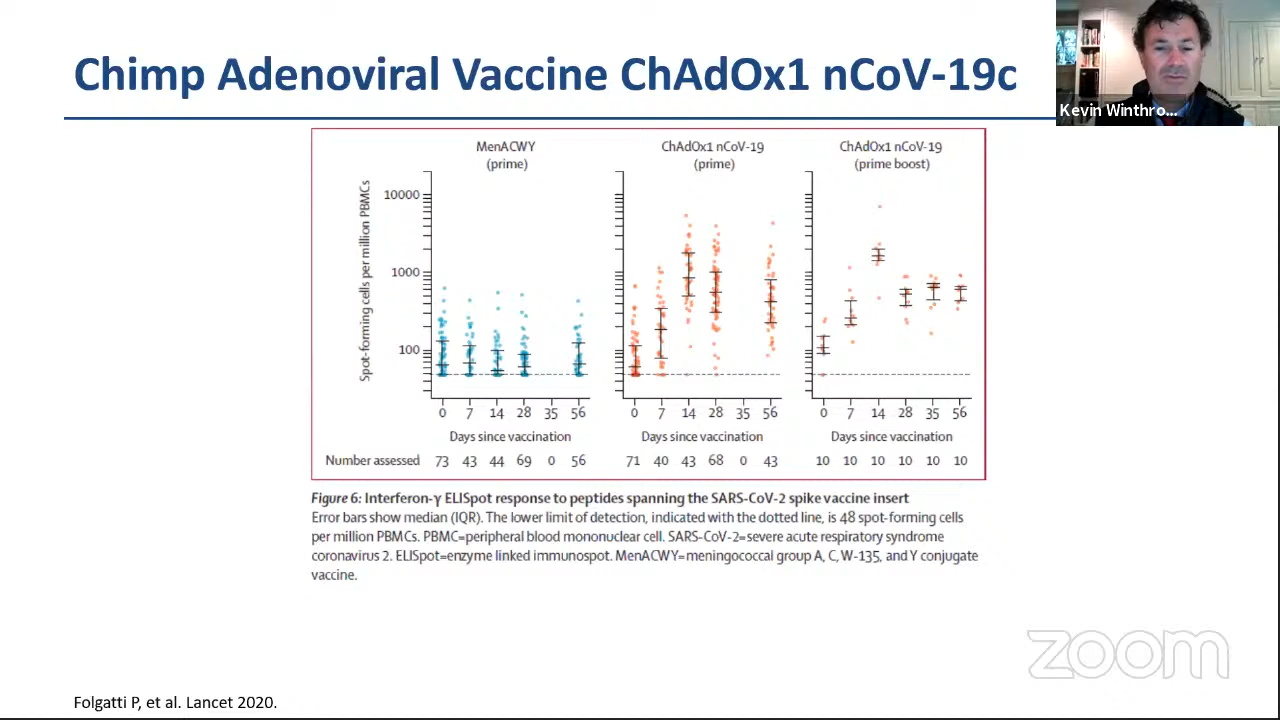 Chimp Adenoviral Vaccine ChAdOx1 nCoV-19c
Kevin Winthro...
MenACWY
(prime)
ChAdOx1 nCoV-19
(prime)
ChAdOx1 nCoV-19
(prime boost)
Spot-forming cells per million PBMCs
10000
1000
100
0 7 14 28 35 56
0 7 14 28 35 56
0 7 14 28 35 56
Days since vaccination
Days since vaccination
Days since vaccination
Number assessed 73 43 44 69 0 56
71 40 43 68 0 43
10 10 10 10 10 10
Figure 6: Interferon-γ ELISpot response to peptides spanning the SARS-CoV-2 spike vaccine insert
Error bars show median (IQR). The lower limit of detection, indicated with the dotted line, is 48 spot-forming cells
per million PBMCs. PBMC=peripheral blood mononuclear cell. SARS-CoV-2=severe acute respiratory syndrome
coronavirus 2. ELISpot=enzyme linked immunospot. MenACWY=meningococcal group A, C, W-135, and Y conjugate
vaccine.
zoom
Folgatti P, et al. Lancet 2020.